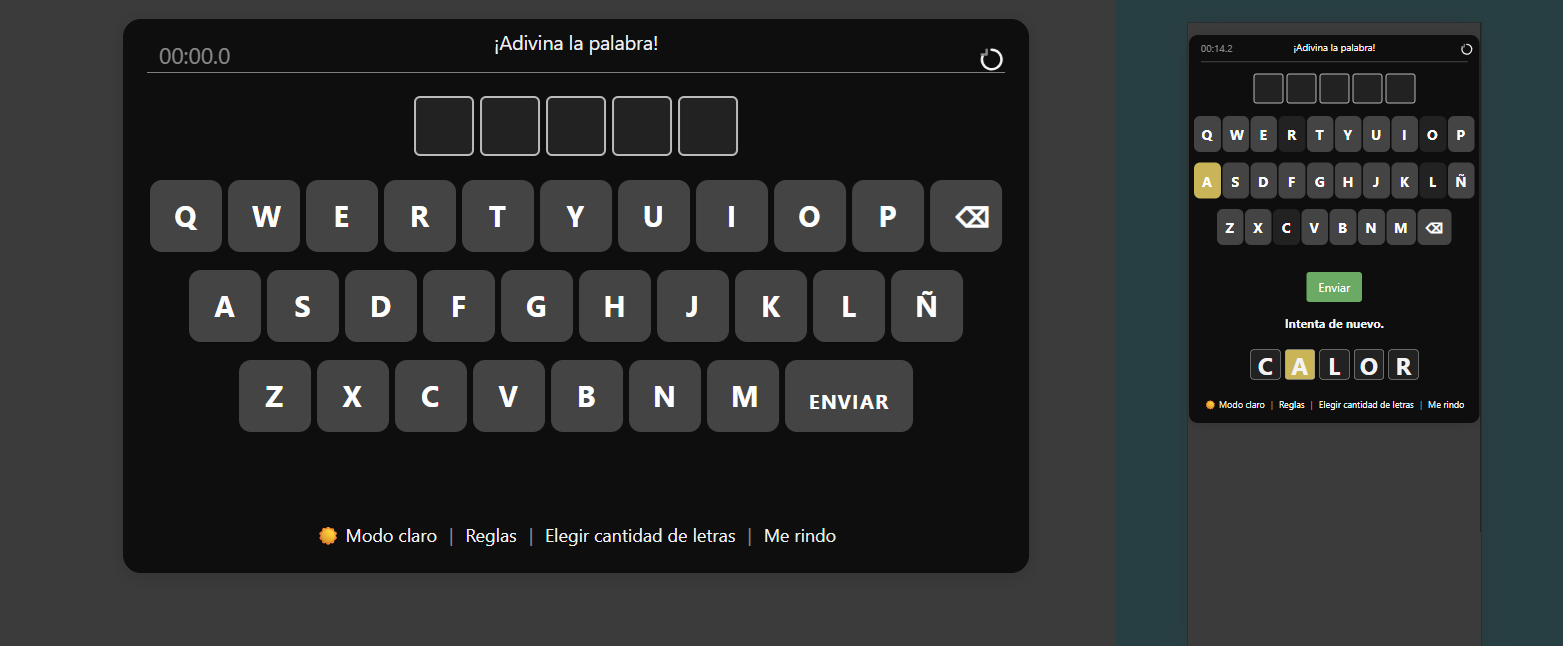 00:00.0
¡Adivina la palabra!
Q W E R T Y U I O P ⌫
A S D F G H J K L Ñ
Z X C V B N M ENVIAR
Modo claro | Reglas | Elegir cantidad de letras | Me rindo
00:14.2
¡Adivina la palabra!
Q W E R T Y U I O P
A S D F G H J K L Ñ
Z X C V B N M ⌫
Enviar
Intenta de nuevo.
C A L O R
Modo claro | Reglas | Elegir cantidad de letras | Me rindo